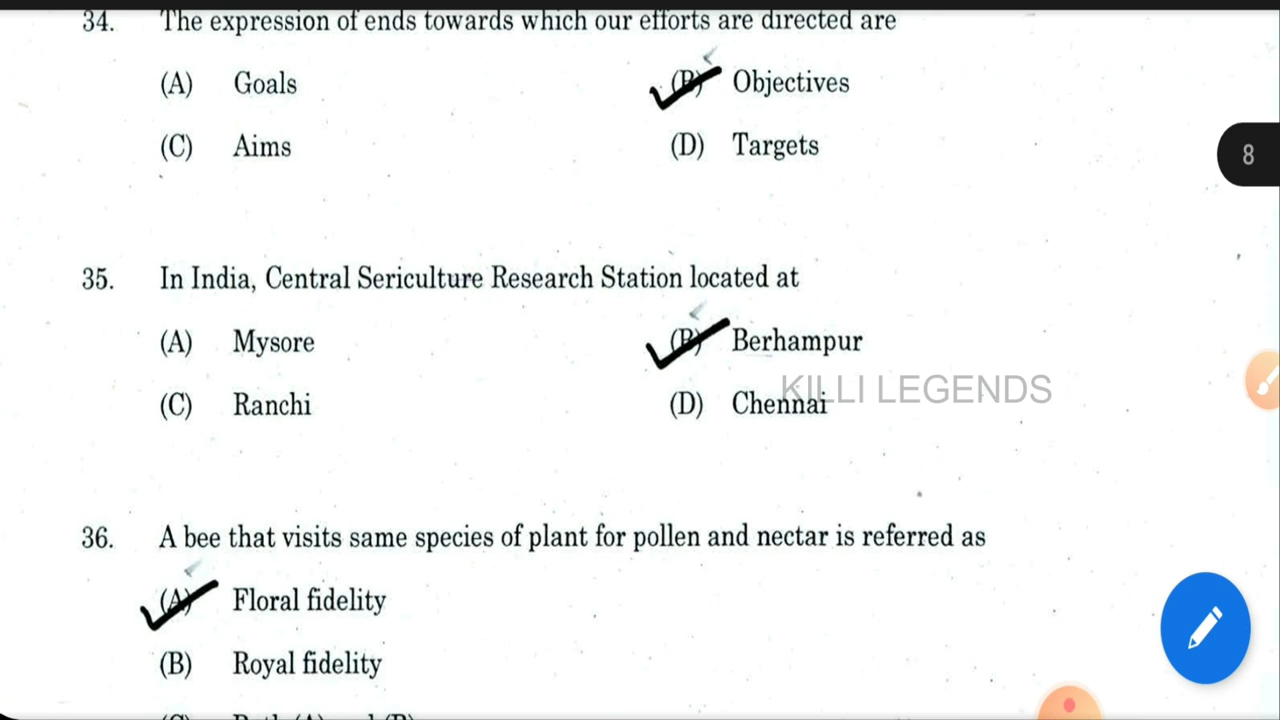 34. The expression of ends towards which our efforts are directed are
(A) Goals (B) Objectives
(C) Aims (D) Targets
8
35. In India, Central Sericulture Research Station located at
(A) Mysore (B) Berhampur
(C) Ranchi (D) Chennai
KILLI LEGENDS
36. A bee that visits same species of plant for pollen and nectar is referred as
(A) Floral fidelity
(B) Royal fidelity
(C) Both (A) and (B)